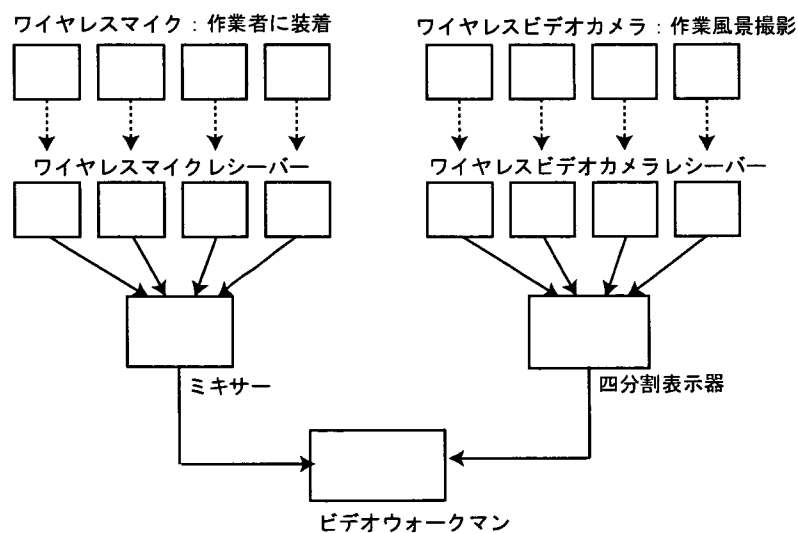 ワイヤレスマイク：作業者に装着
ワイヤレスビデオカメラ：作業風景撮影
ワイヤレスマイクレシーバー
ワイヤレスビデオカメラレシーバー
ミキサー
四分割表示器
ビデオウォークマン